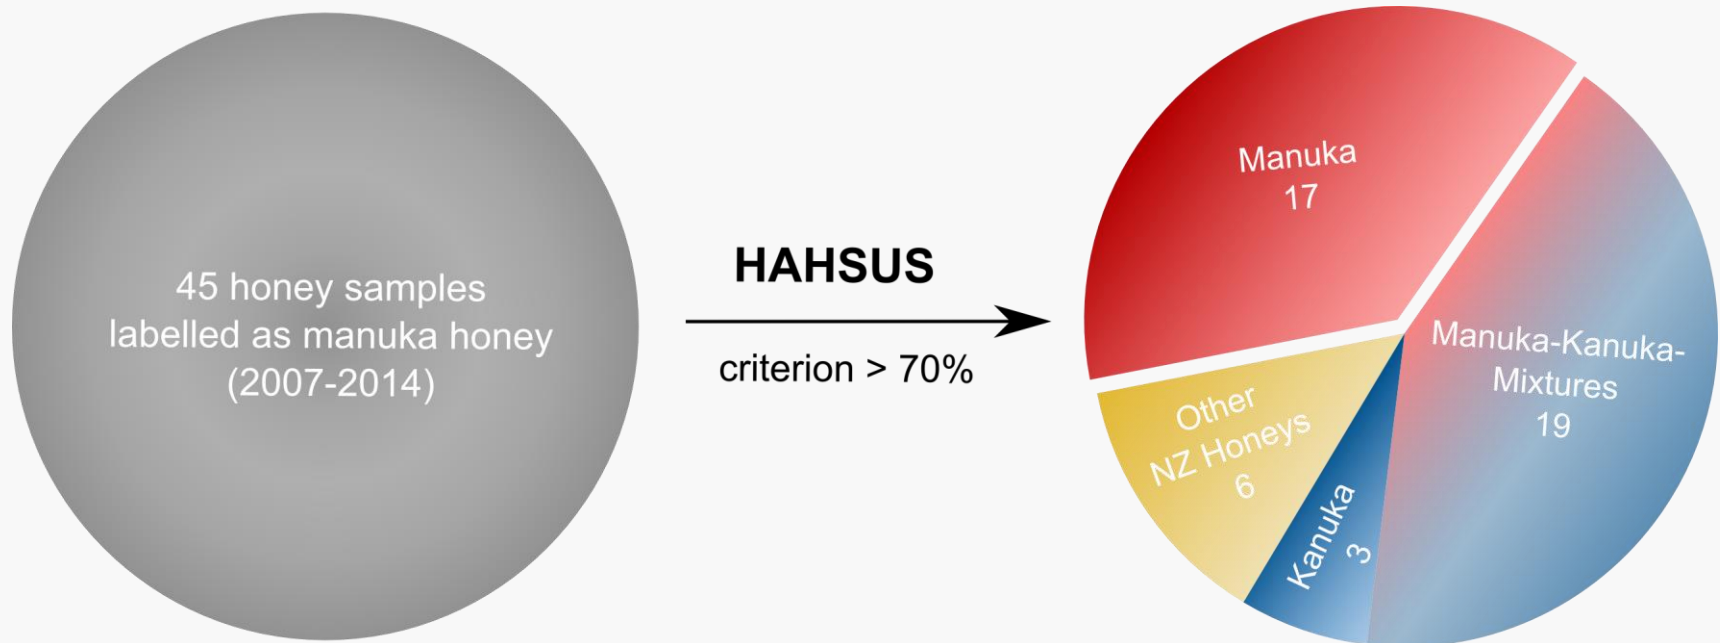 45 honey samples
labelled as manuka honey
(2007-2014)
HAHSUS
criterion > 70%
Manuka
17
Manuka-Kanuka-
Mixtures
19
Other
NZ Honeys
6
Kanuka
3